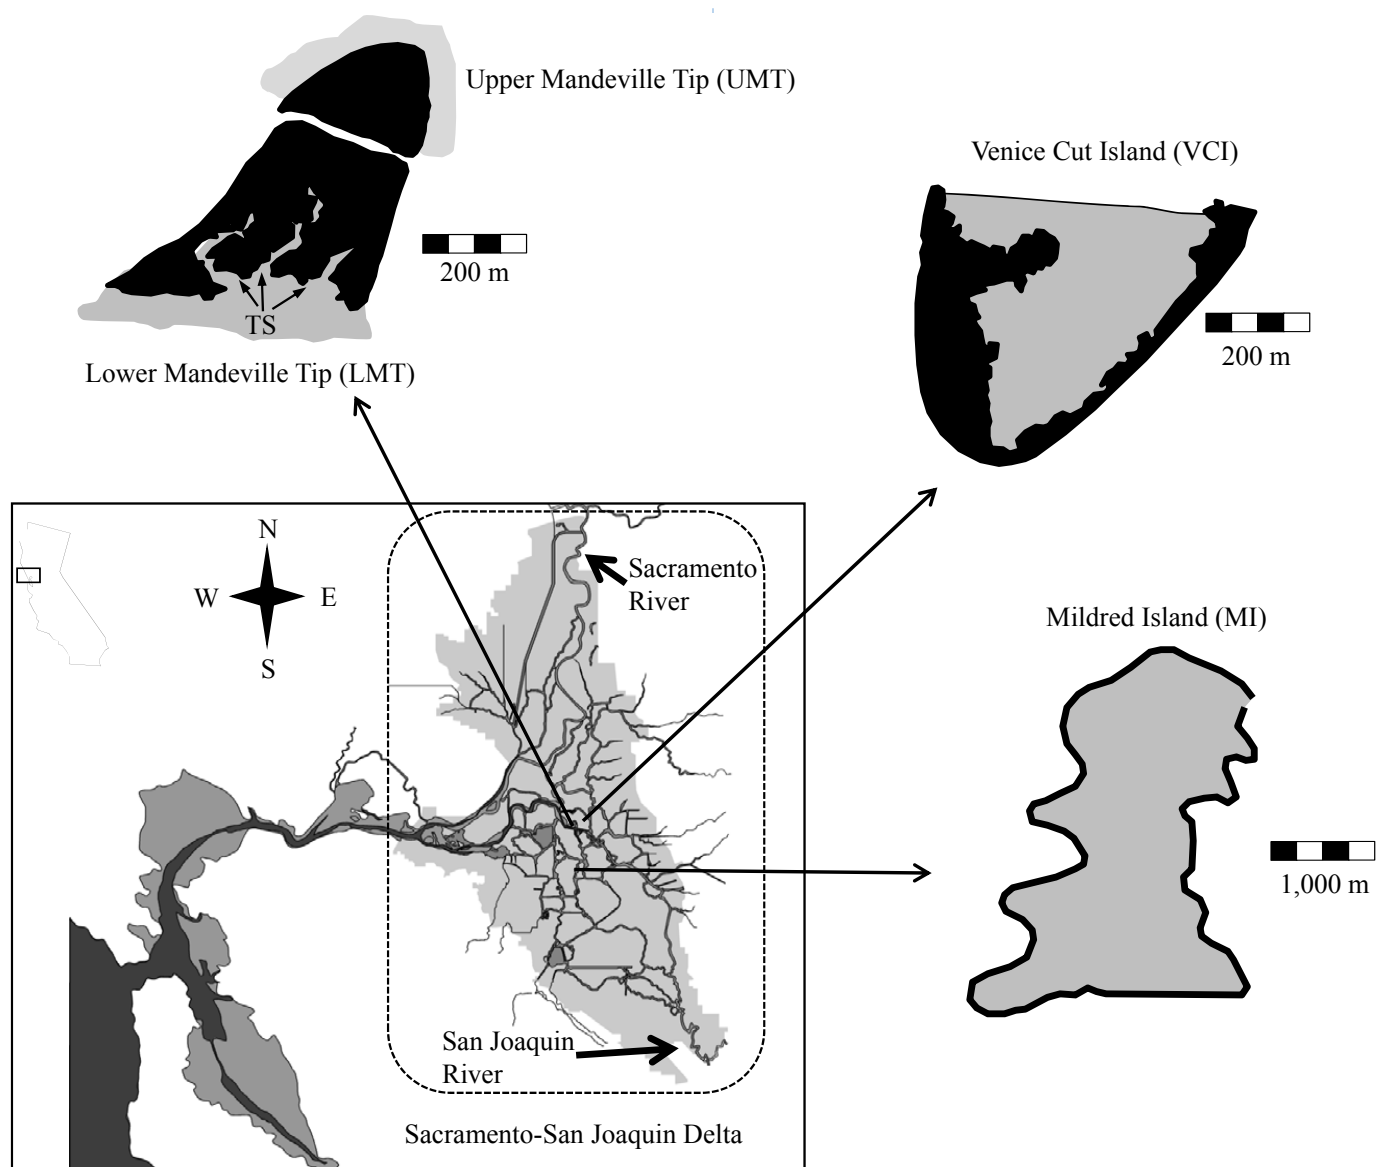 Upper Mandeville Tip (UMT)
Venice Cut Island (VCI)
200 m
TS
200 m
Lower Mandeville Tip (LMT)
N
W E
S
Sacramento
River
Mildred Island (MI)
1,000 m
San Joaquin
River
Sacramento-San Joaquin Delta